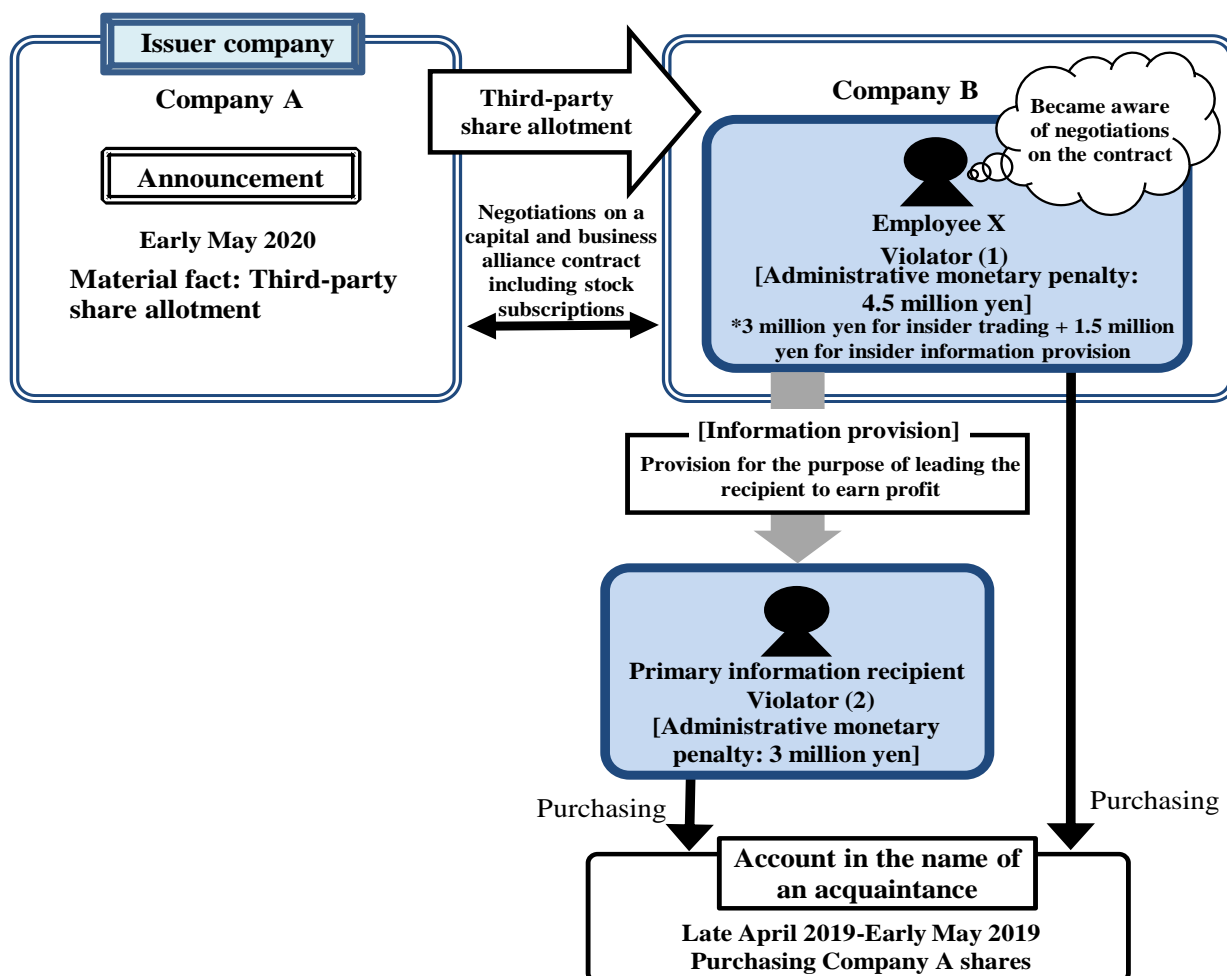 Issuer company
Company A
Announcement
Early May 2020
Material fact: Third-party
share allotment
Third-party
share allotment
Negotiations on a
capital and business
alliance contract
including stock
subscriptions
Company B
Became aware
of negotiations
on the contract
Employee X
Violator (1)
[Administrative monetary penalty:
4.5 million yen]
*3 million yen for insider trading + 1.5 million
yen for insider information provision
[Information provision]
Provision for the purpose of leading the
recipient to earn profit
Primary information recipient
Violator (2)
[Administrative monetary
penalty: 3 million yen]
Purchasing
Purchasing
Account in the name of
an acquaintance
Late April 2019-Early May 2019
Purchasing Company A shares